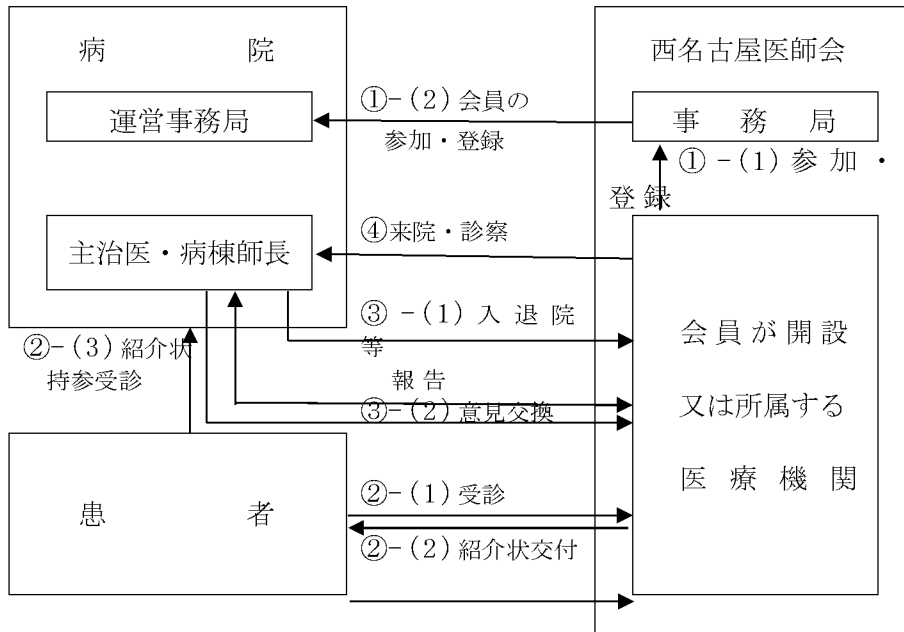 病　　　院
西名古屋医師会
運営事務局
①-(2)会員の
参加・登録
事　務　局
①-(1)参加・
登録
主治医・病棟師長
④来院・診察
③-(1)入退院
等
報告
③-(2)意見交換
②-(3)紹介状
持参受診
会員が開設
又は所属する
医療機関
患　　　者
②-(1)受診
②-(2)紹介状交付